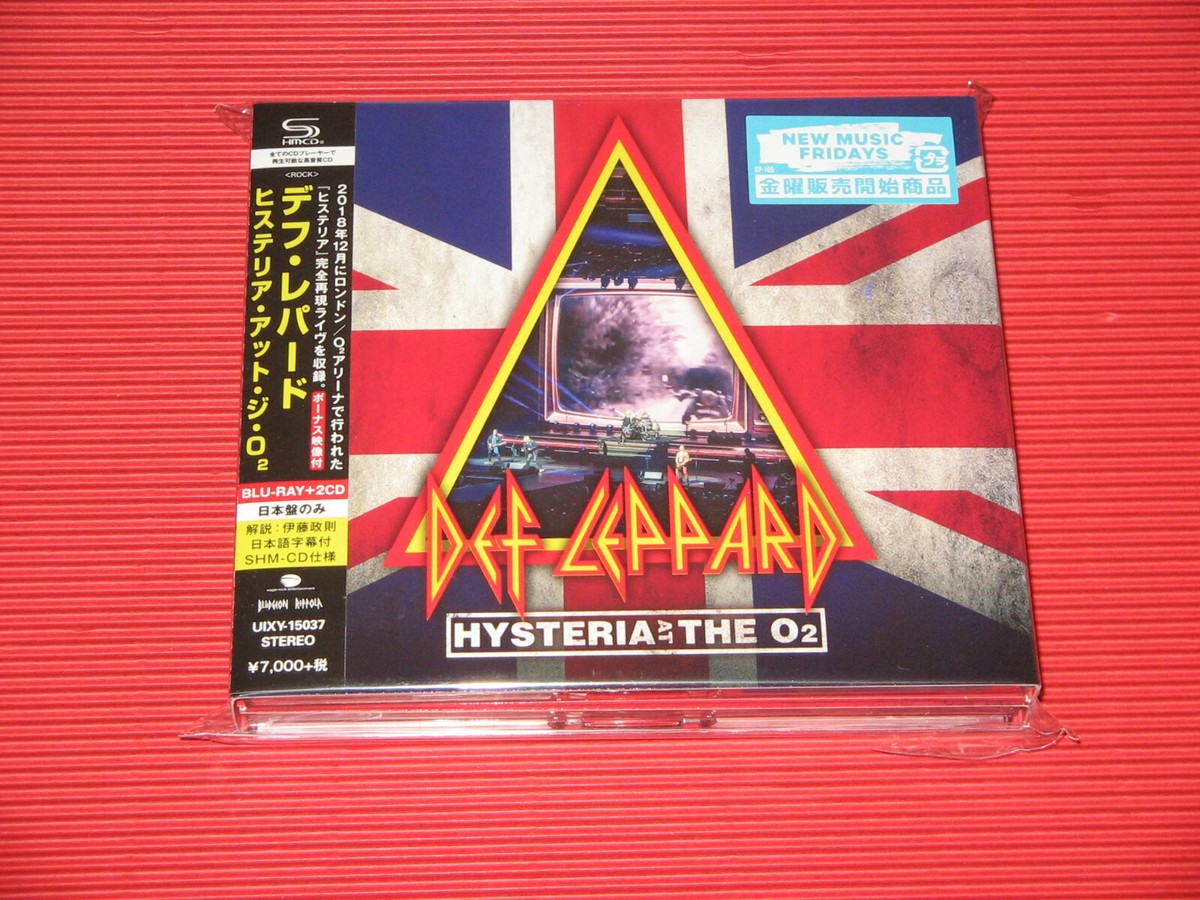 SHM-CD®
全てのCDプレーヤーで
再生可能な高音質CD
<ROCK>
デフ・レパード
ヒステリア・アット・ジ・O2
2018年12月にロンドン/O2アリーナで行われた
『ヒステリア』完全再現ライヴを収録。ボーナス映像付
BLU-RAY+2CD
日本盤のみ
解説:伊藤政則
日本語字幕付
SHM-CD仕様
BLUDGEON RIFFOLA
UIXY-15037
STEREO
¥7,000+税
NEW MUSIC
FRIDAYS
プラ
CP-105
金曜販売開始商品
DEF LEPPARD
HYSTERIA AT THE O2